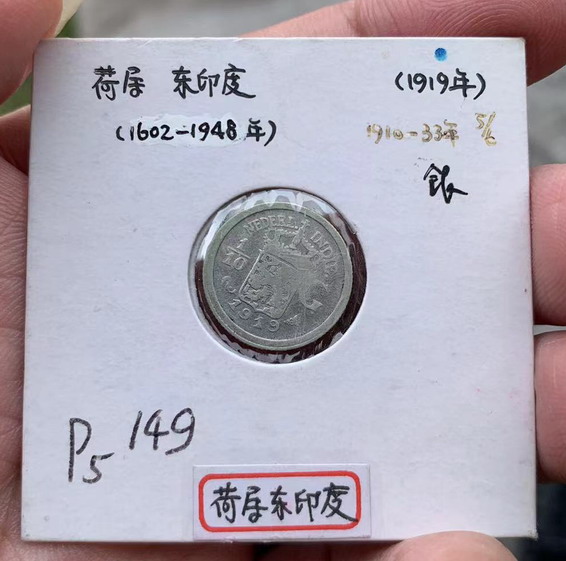 荷属 东印度
(1919年)
(1602-1948年)
1910-33年 5/6
银
NEDERL. INDIE
1/10
1919
P5 149
荷属东印度